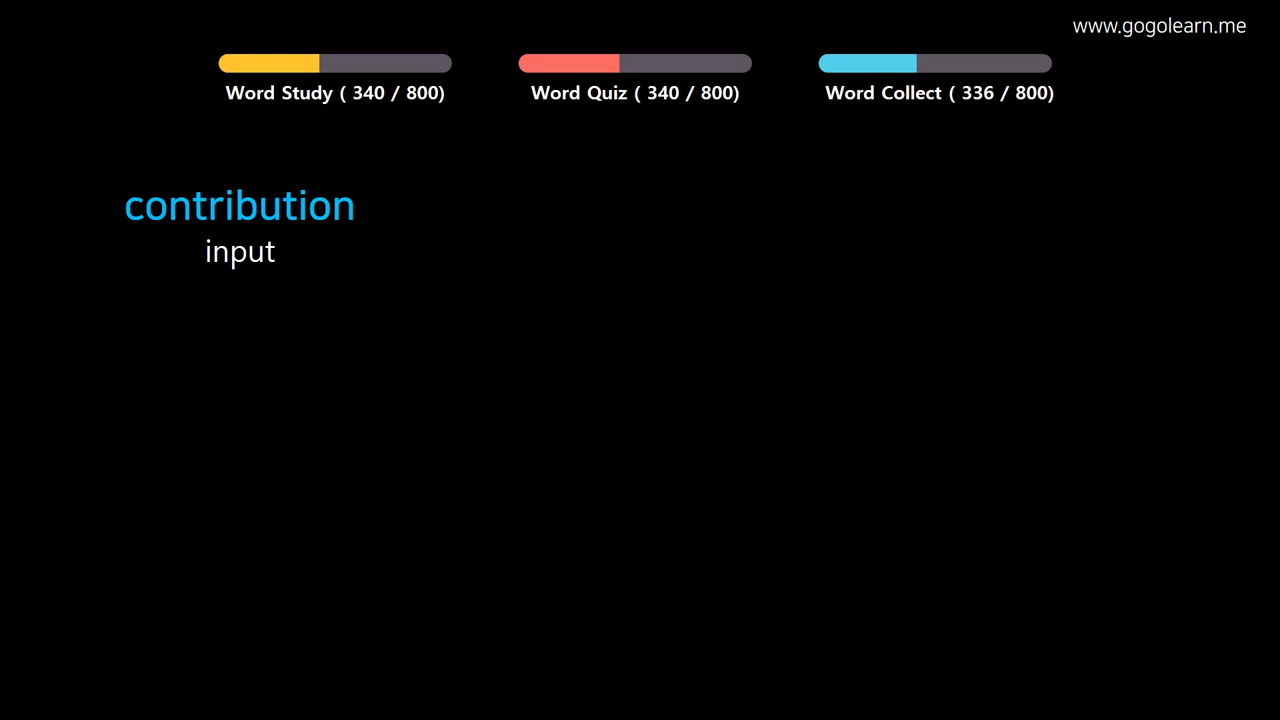 www.gogolearn.me
Word Study ( 340 / 800)
Word Quiz ( 340 / 800)
Word Collect ( 336 / 800)
contribution
input